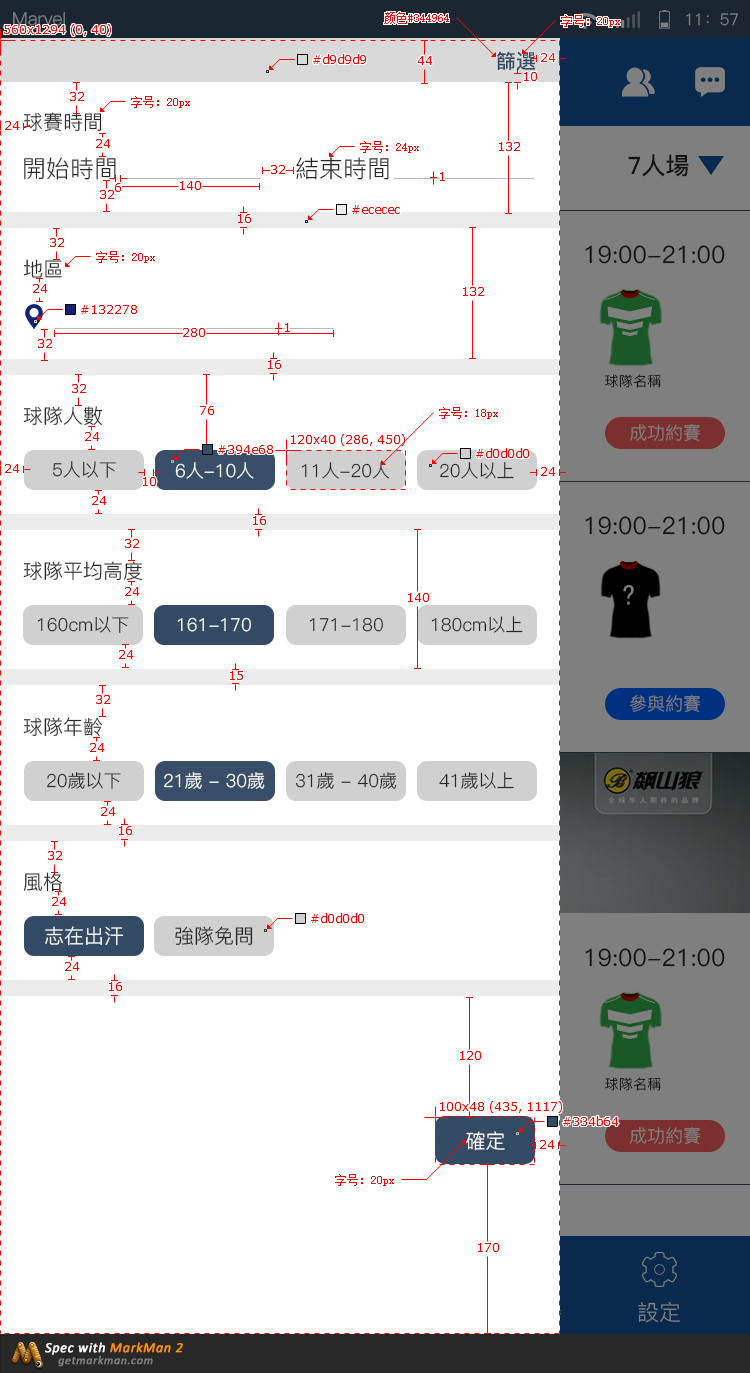 Marvel
11: 57
560x1294 (0, 40)
顏色#344964
字号: 20px
#d9d9d9
44
篩選
24
10
32
字号: 20px
24
球賽時間
24
字号: 24px
132
7人場
開始時間
32
結束時間
6
140
1
32
16
#ececec
32
字号: 20px
19:00-21:00
地區
24
132
#132278
280
1
32
16
球隊名稱
32
76
球隊人數
字号: 18px
成功約賽
24
#394e68
120x40 (286, 450)
#d0d0d0
24
5人以下
6人-10人
11人-20人
20人以上
24
10
24
16
19:00-21:00
32
球隊平均高度
24
140
?
160cm以下
161-170
171-180
180cm以上
24
15
32
參與約賽
球隊年齡
24
20歲以下
21歲 - 30歲
31歲 - 40歲
41歲以上
飆山狼
全球华人期待的品牌
24
16
32
風格
24
#d0d0d0
志在出汗
強隊免問
19:00-21:00
24
16
120
球隊名稱
100x48 (435, 1117)
#334b64
確定
24
成功約賽
字号: 20px
170
設定
Spec with MarkMan 2
getmarkman.com